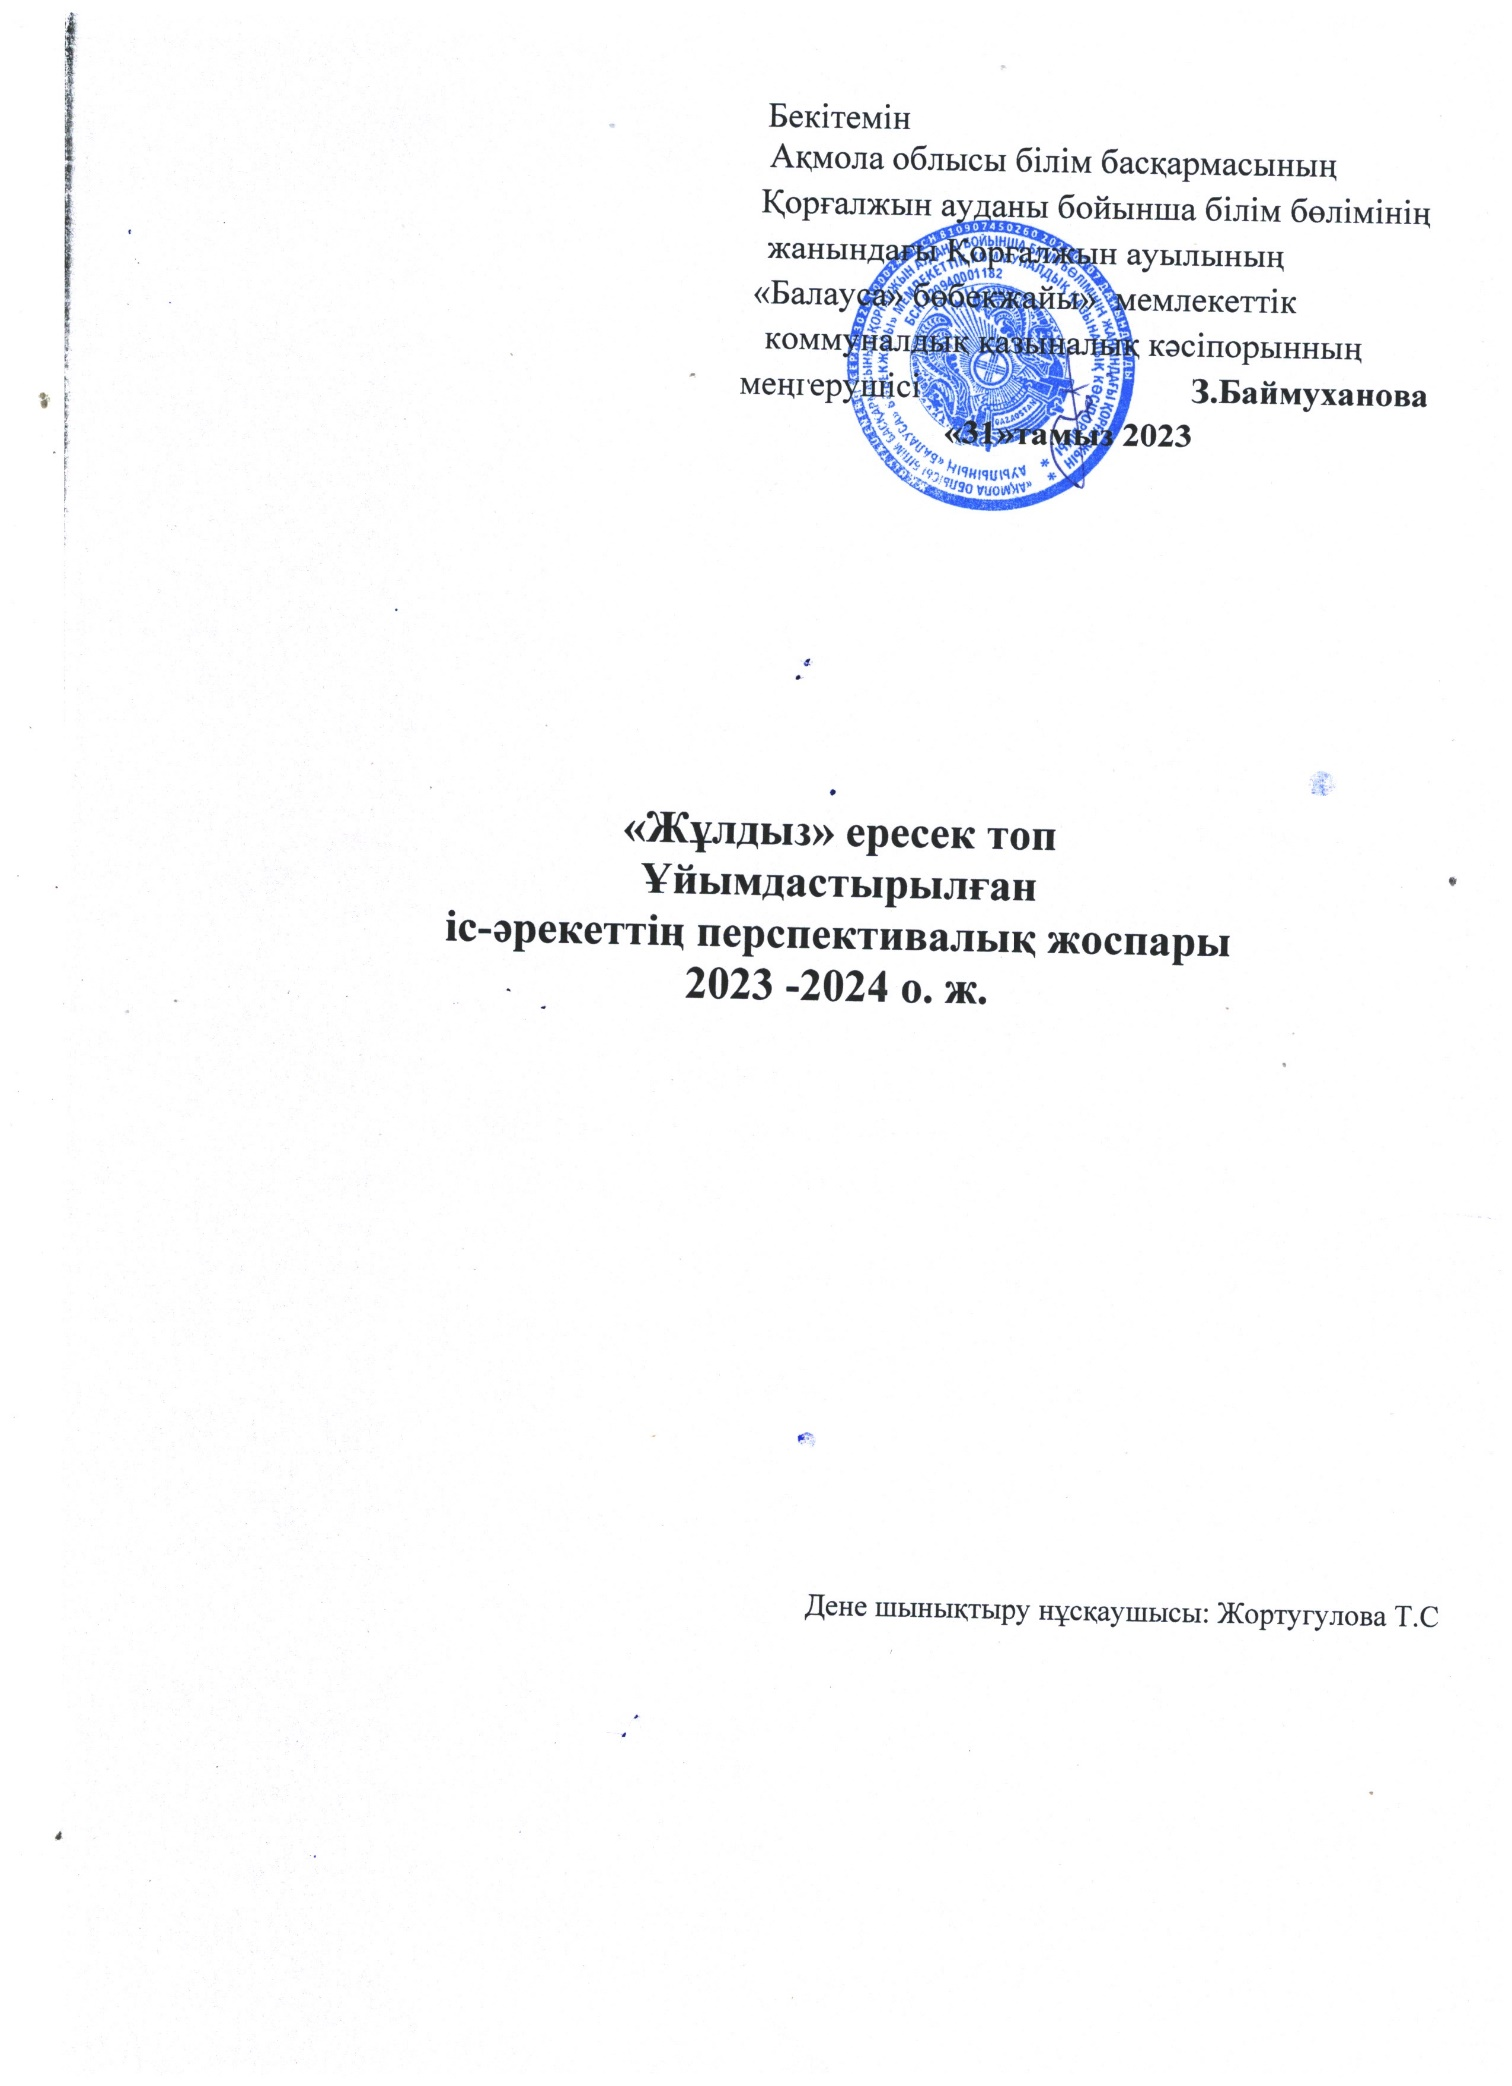 Бекітемін
Ақмола облысы білім басқармасының
Қорғалжын ауданы бойынша білім бөлімінің
жанындағы Қорғалжын ауылының
«Балауса» бөбекжайы» мемлекеттік
коммуналдық қазыналық кәсіпорынның
меңгерушісі З.Баймуханова
«31»тамыз 2023
«Жұлдыз» ересек топ
Ұйымдастырылған
іс-әрекеттің перспективалық жоспары
2023 -2024 о. ж.
Дене шынықтыру нұсқаушысы: Жортугулова Т.С